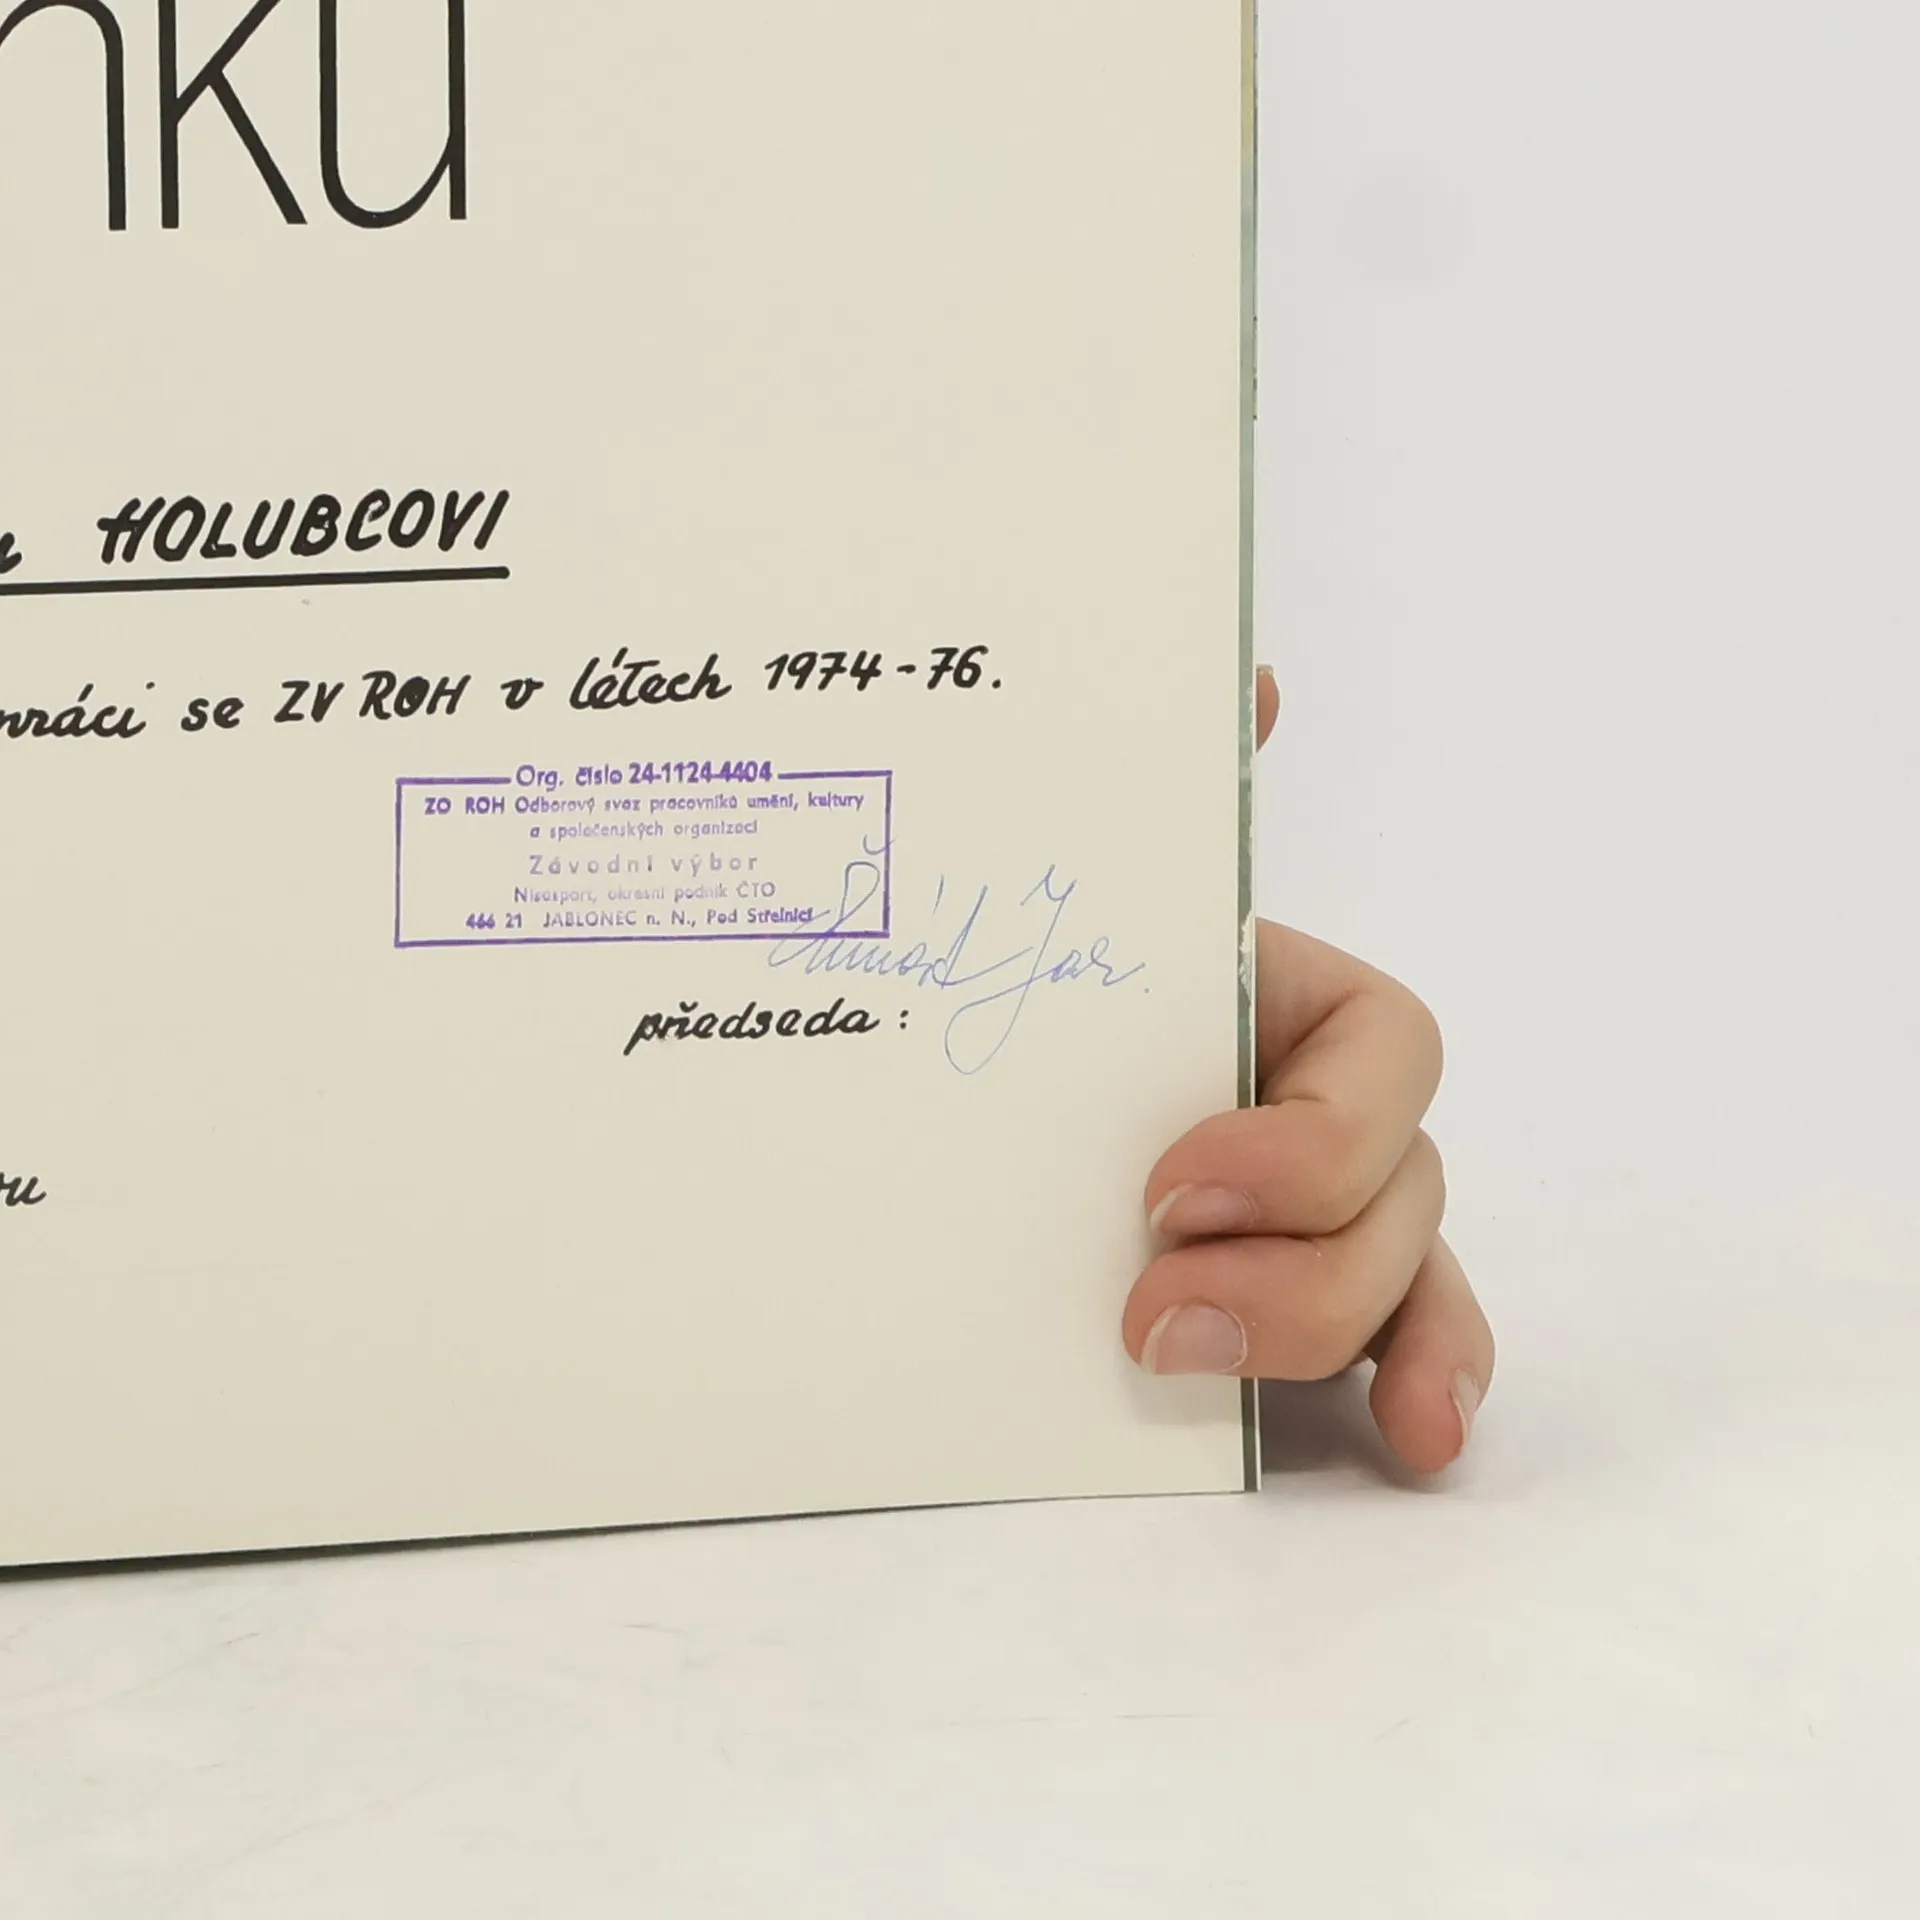 nku
HOLUBCOVI
práci se ZV ROH v létech 1974-76.
Org. číslo 24-1124-4404
ZO ROH Odborový svaz pracovníků umění, kultury
a společenských organizací
Závodní výbor
Nisasport, okresní podnik ČTO
466 21 JABLONEC n. N., Pod Střelnicí
předseda: